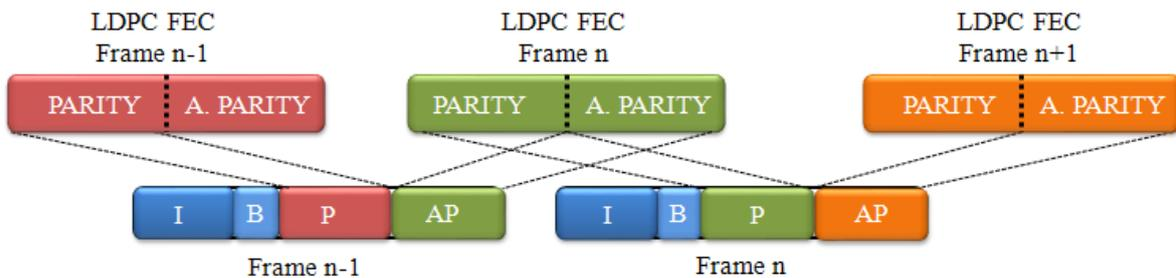 LDPC FEC
Frame n-1
LDPC FEC
Frame n
LDPC FEC
Frame n+1
PARITY A. PARITY
PARITY A. PARITY
PARITY A. PARITY
I B P AP
I B P AP
Frame n-1
Frame n